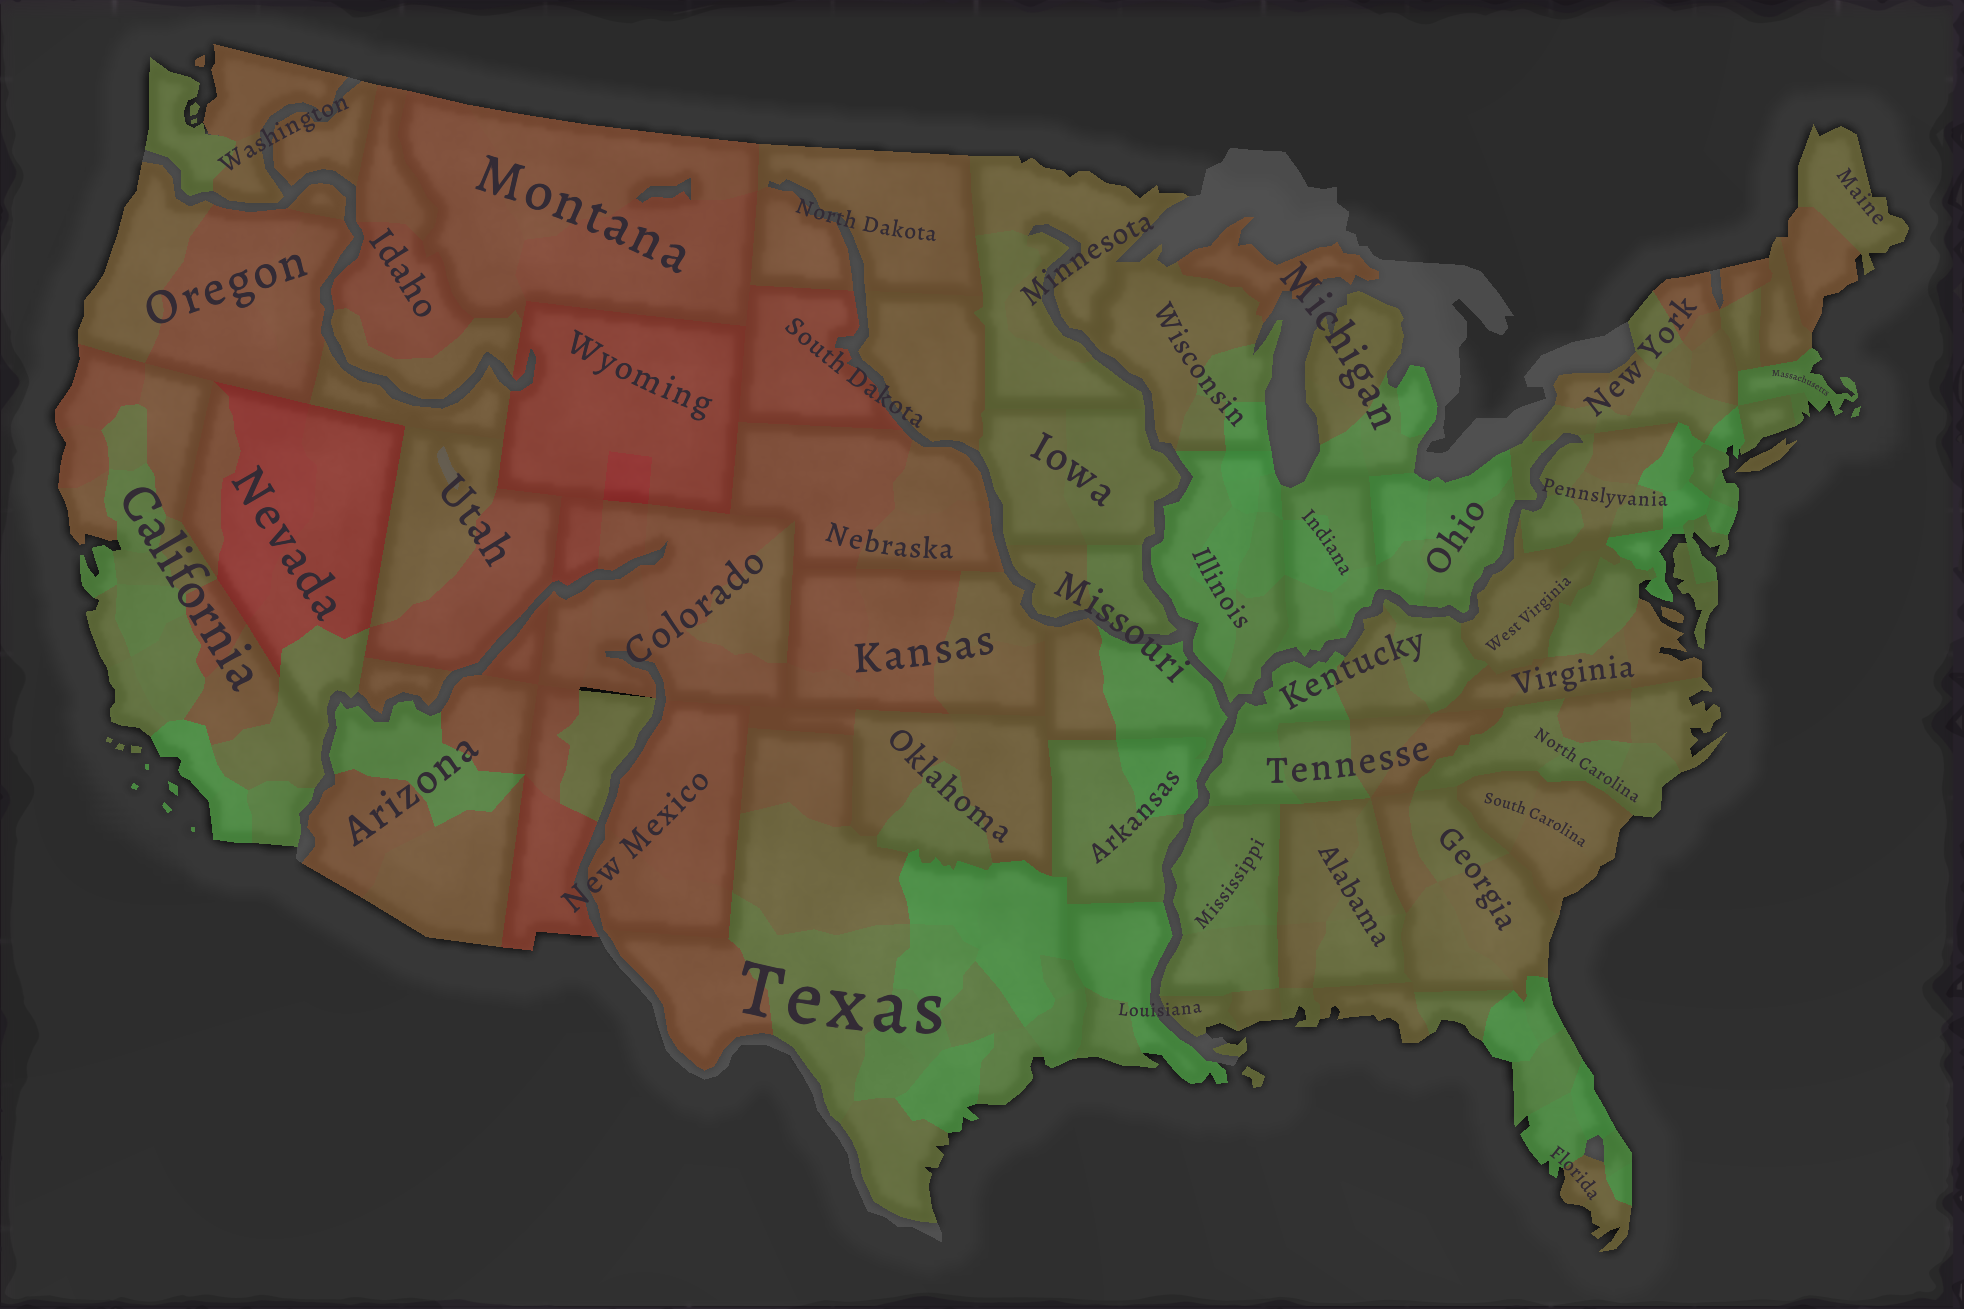 Washington
Montana
North Dakota
Minnesota
Maine
Oregon
Idaho
Wyoming
South Dakota
Wisconsin
Michigan
New York
Massachusetts
Iowa
Nevada
Utah
California
Nebraska
Colorado
Kansas
Missouri
Illinois
Indiana
Ohio
Pennslyvania
West Virginia
Virginia
Kentucky
Tennesse
North Carolina
South Carolina
Georgia
Alabama
Mississippi
Arkansas
Oklahoma
Arizona
New Mexico
Texas
Louisiana
Florida